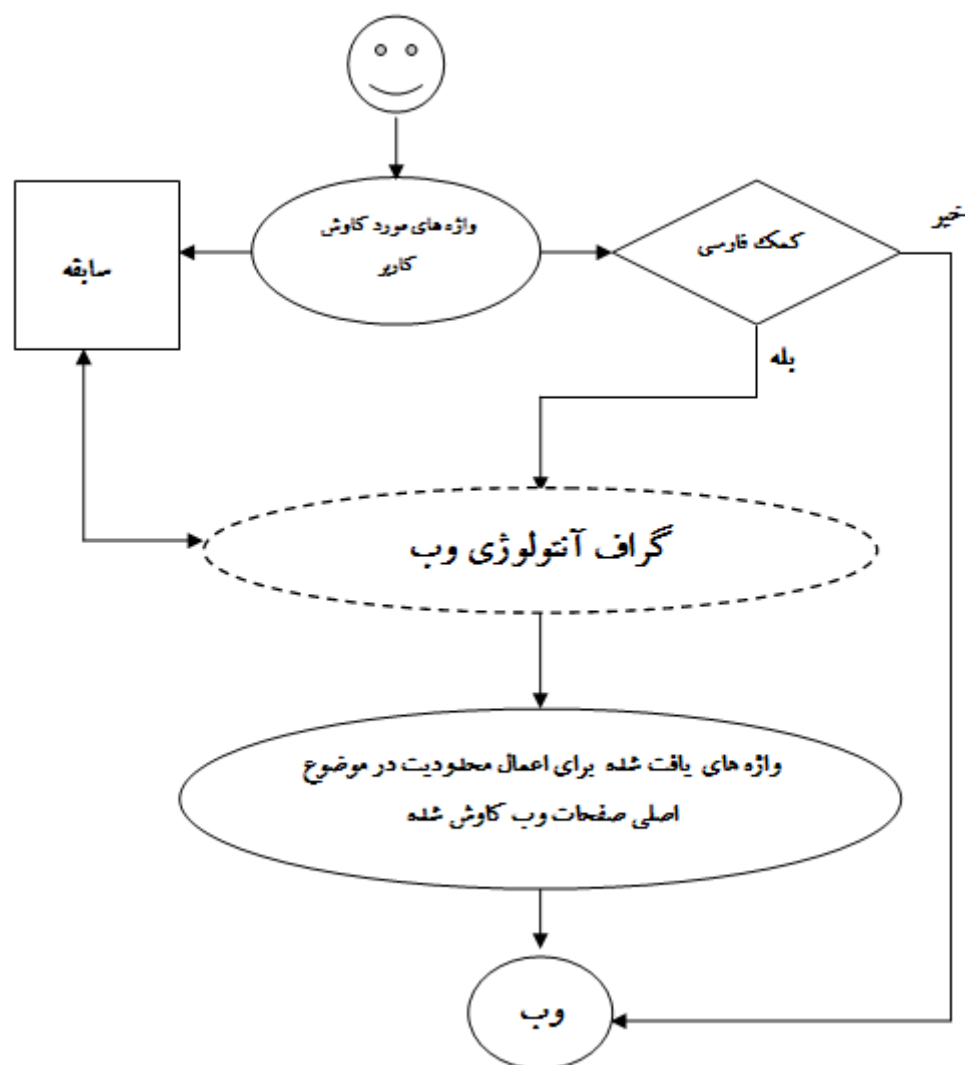 واژه های مورد کاوش
کاربر
کمک فارسی
خیر
سابقه
بله
گراف آنتولوژی وب
واژه های یافت شده برای اعمال محدودیت در موضوع
اصلی صفحات وب کاوش شده
وب